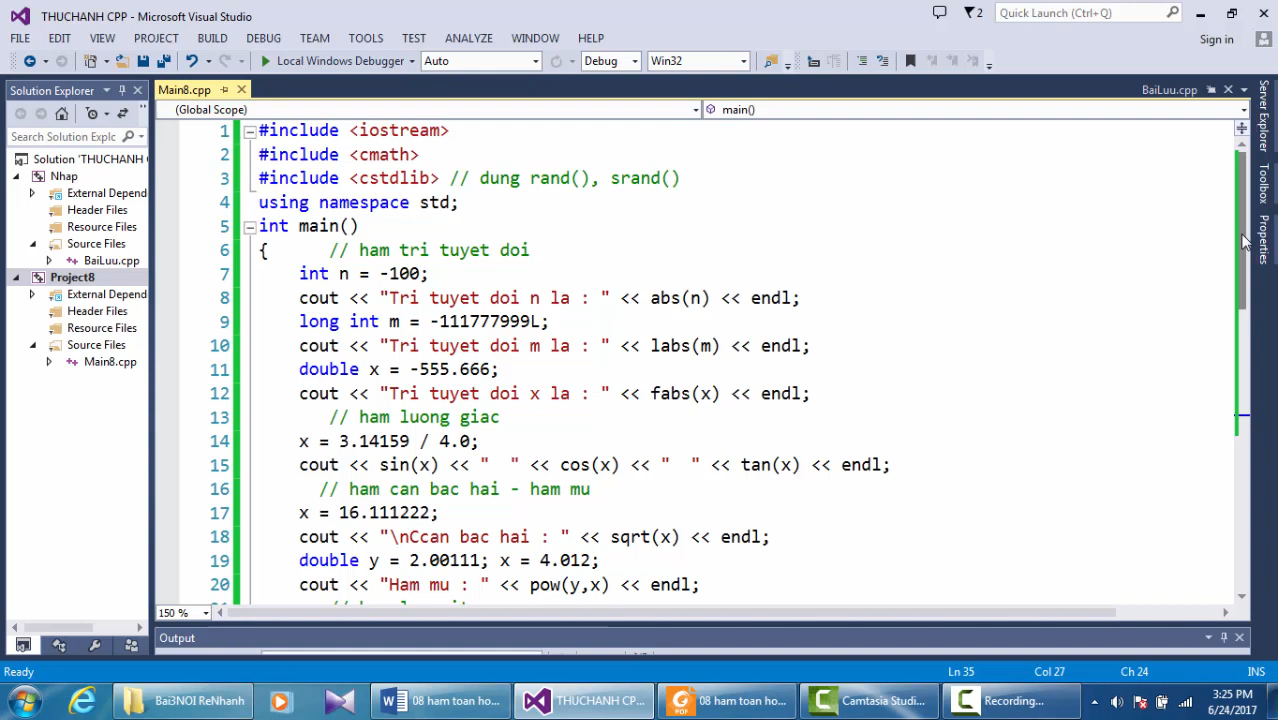 THUCHANH CPP - Microsoft Visual Studio
2
Quick Launch (Ctrl+Q)
FILE EDIT VIEW PROJECT BUILD DEBUG TEAM TOOLS TEST ANALYZE WINDOW HELP
Sign in
Local Windows Debugger Auto Debug Win32
Solution Explorer
Search Solution Explc
Solution 'THUCHANH C
Nhap
External Depend
Header Files
Resource Files
Source Files
BaiLuu.cpp
Project8
External Depend
Header Files
Resource Files
Source Files
Main8.cpp
Main8.cpp
BaiLuu.cpp
(Global Scope)
main()
1 #include <iostream>
2 #include <cmath>
3 #include <cstdlib> // dung rand(), srand()
4 using namespace std;
5 int main()
6 { // ham tri tuyet doi
7 int n = -100;
8 cout << "Tri tuyet doi n la : " << abs(n) << endl;
9 long int m = -111777999L;
10 cout << "Tri tuyet doi m la : " << labs(m) << endl;
11 double x = -555.666;
12 cout << "Tri tuyet doi x la : " << fabs(x) << endl;
13 // ham luong giac
14 x = 3.14159 / 4.0;
15 cout << sin(x) << "  " << cos(x) << "  " << tan(x) << endl;
16 // ham can bac hai - ham mu
17 x = 16.111222;
18 cout << "\nCcan bac hai : " << sqrt(x) << endl;
19 double y = 2.00111; x = 4.012;
20 cout << "Ham mu : " << pow(y,x) << endl;
150 %
Server Explorer
Toolbox
Properties
Output
Ready
Ln 35
Col 27
Ch 24
INS
Bai3NOI ReNhanh
08 ham toan ho...
THUCHANH CP...
08 ham toan ho...
Camtasia Studi...
Recording...
3:25 PM
6/24/2017